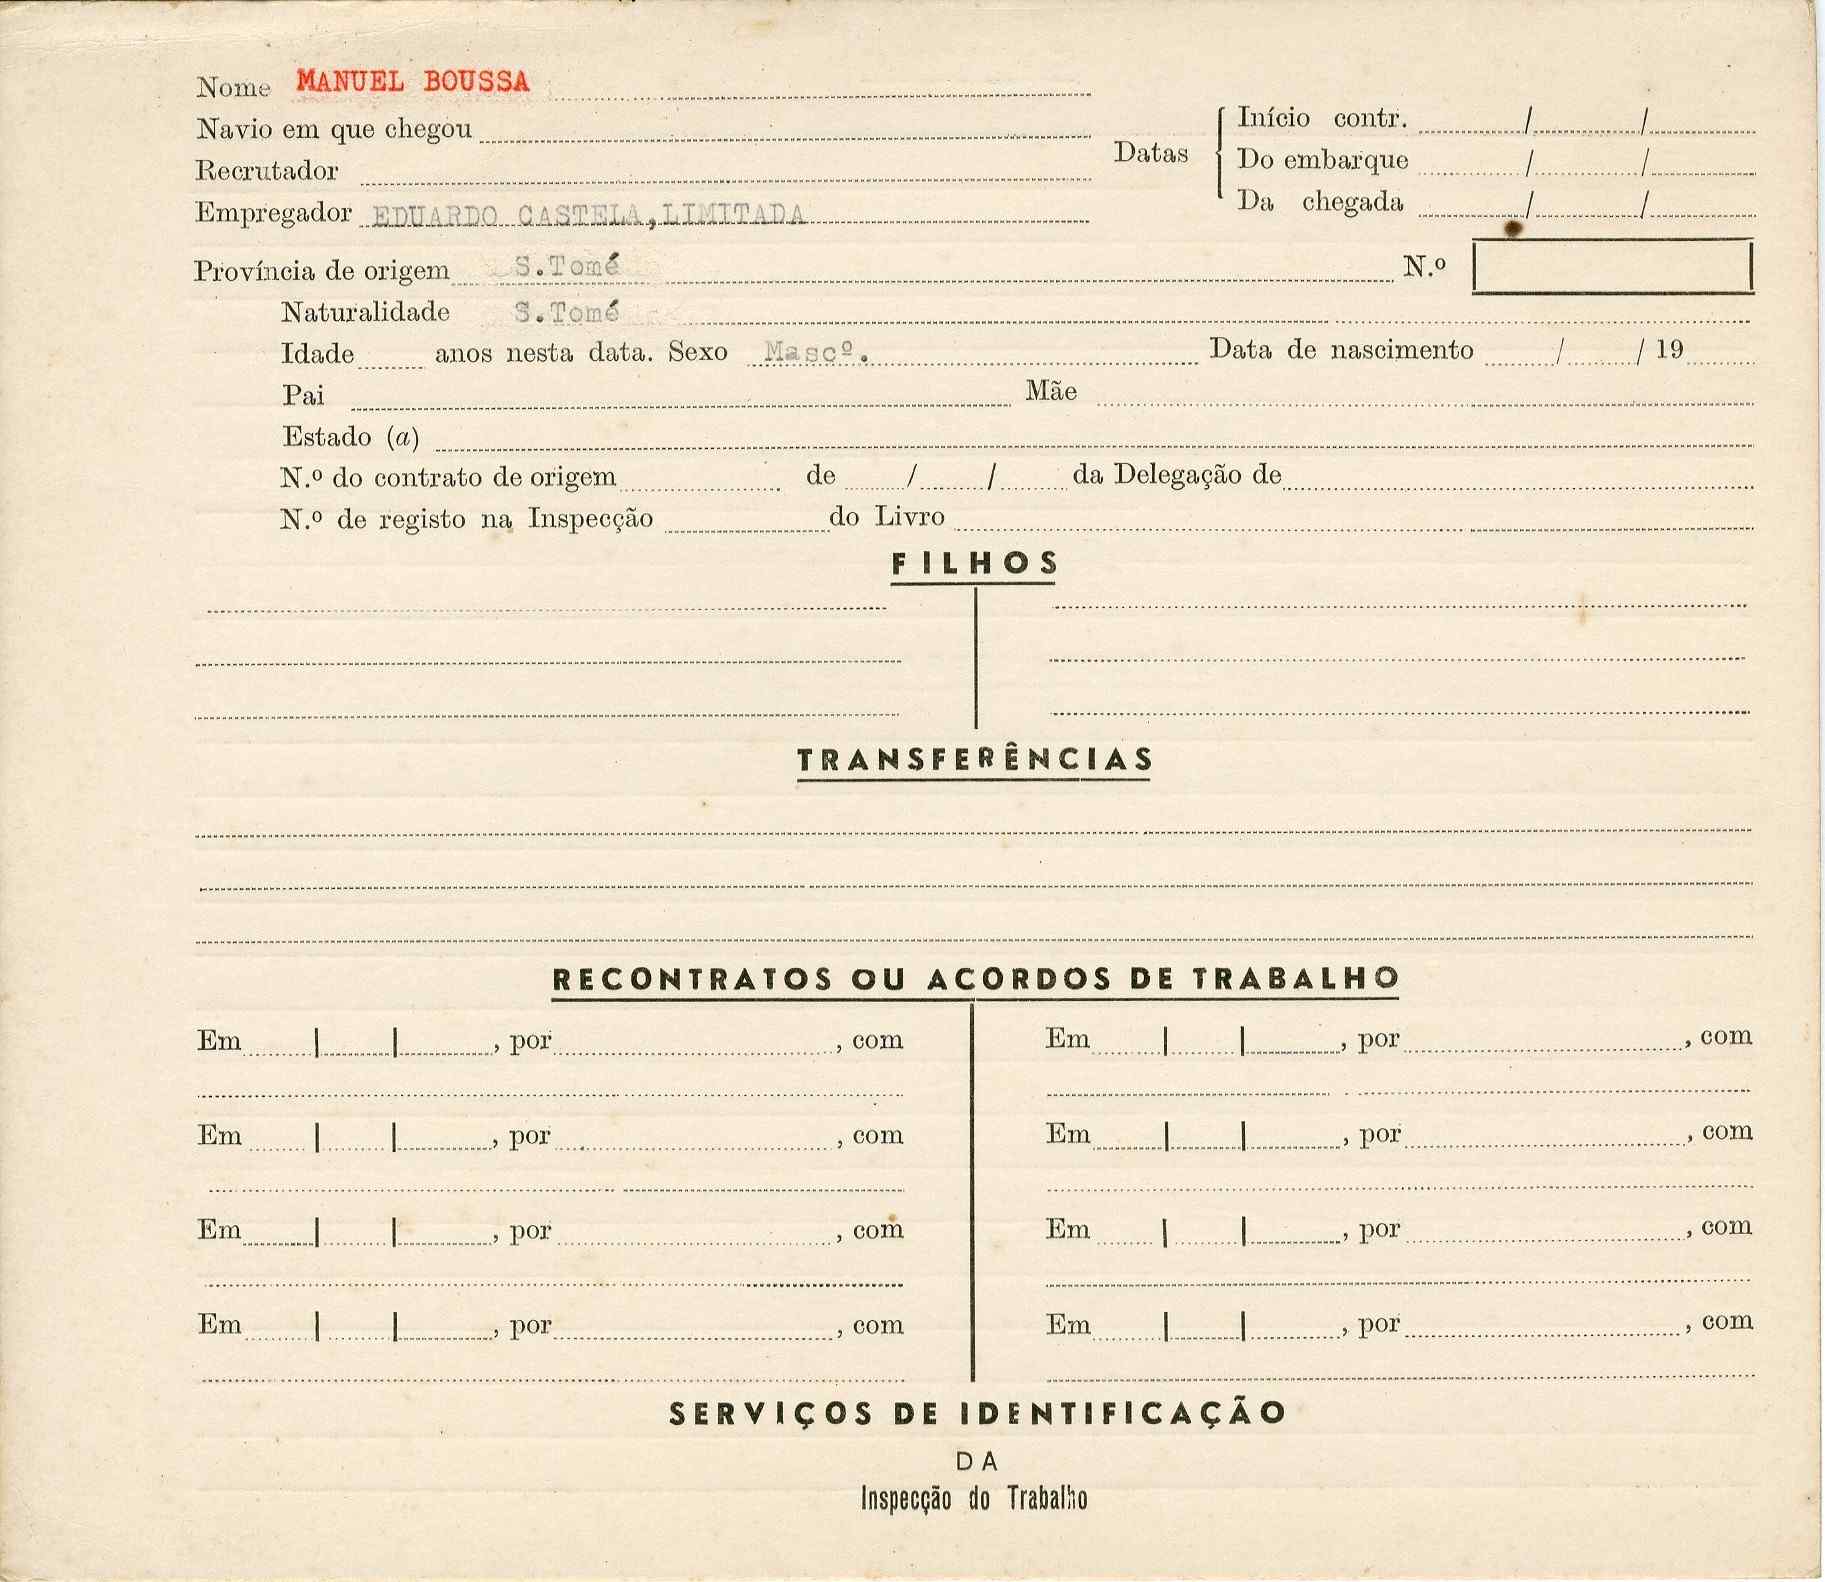 Nome MANUEL BOUSSA
Navio em que chegou
Recrutador
Empregador EDUARDO CASTELA, LIMITADA
Datas
Início contr. / /
Do embarque / /
Da chegada / /
Província de origem S.Tomé N.º
Naturalidade S.Tomé
Idade anos nesta data. Sexo Mascº. Data de nascimento / / 19
Pai Mãe
Estado (a)
N.º do contrato de origem de / / da Delegação de
N.º de registo na Inspecção do Livro
FILHOS
TRANSFERÊNCIAS
RECONTRATOS OU ACORDOS DE TRABALHO
Em | | , por , com Em | | , por , com
Em | | , por , com Em | | , por , com
Em | | , por , com Em | | , por , com
Em | | , por , com Em | | , por , com
SERVIÇOS DE IDENTIFICAÇÃO
DA
Inspecção do Trabalho